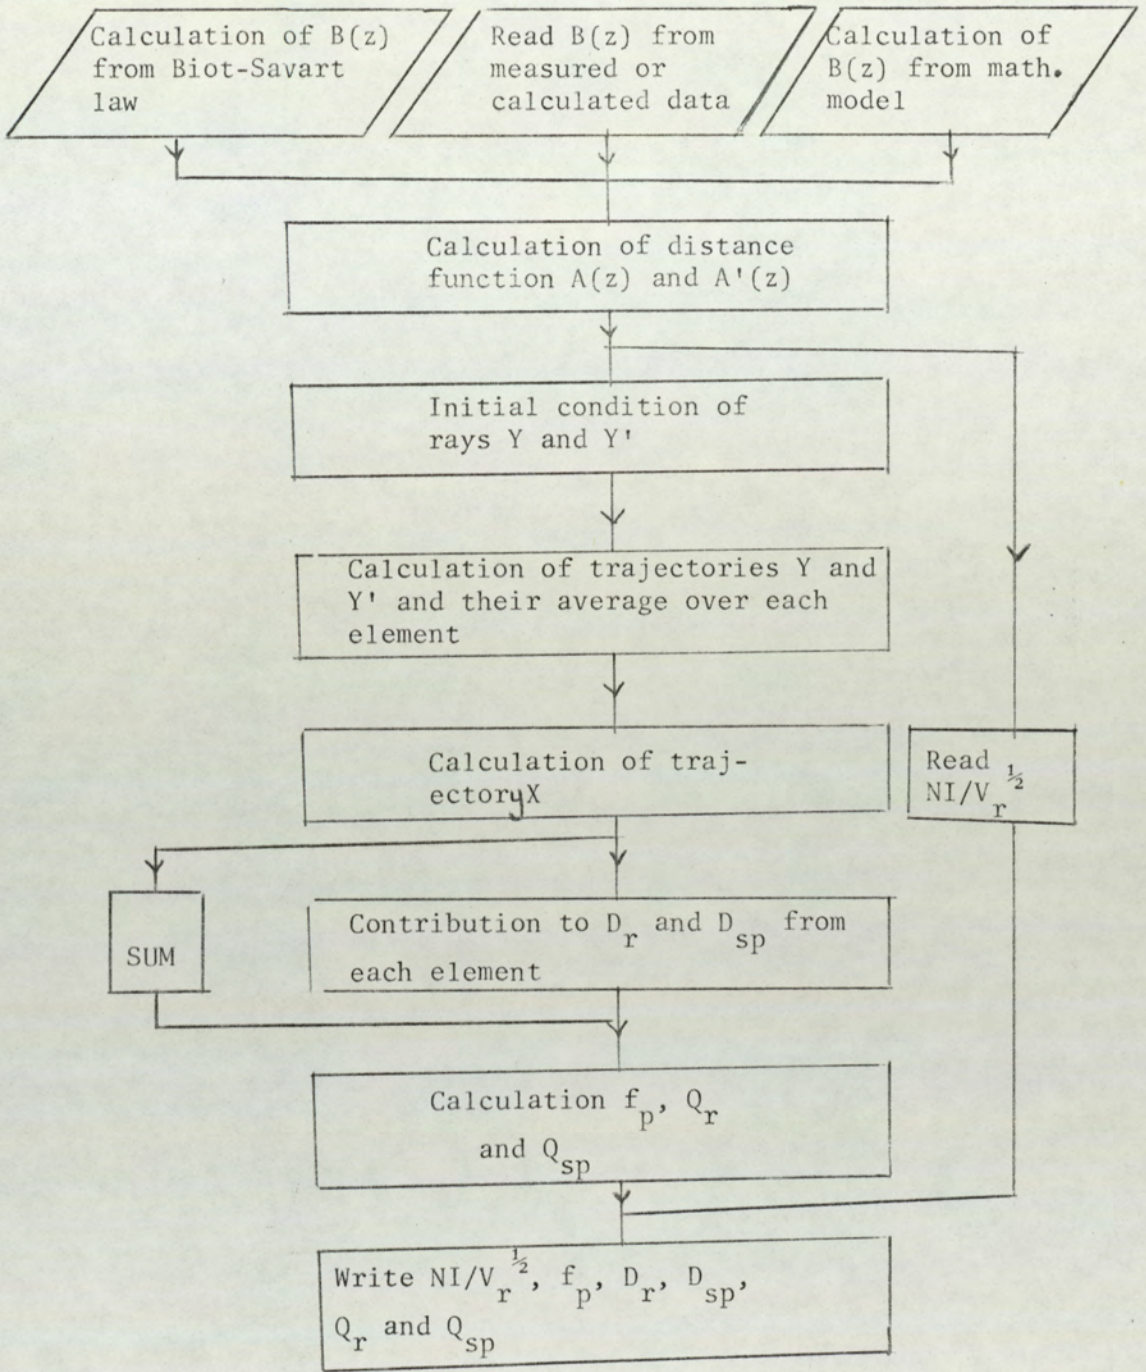 Calculation of B(z)
from Biot-Savart
law
Read B(z) from
measured or
calculated data
Calculation of
B(z) from math.
model
Calculation of distance
function A(z) and A'(z)
Initial condition of
rays Y and Y'
Calculation of trajectories Y and
Y' and their average over each
element
Calculation of traj-
ectoryX
Read
NI/V_r^½
SUM
Contribution to D_r and D_sp from
each element
Calculation f_p, Q_r
and Q_sp
Write NI/V_r^½, f_p, D_r, D_sp,
Q_r and Q_sp